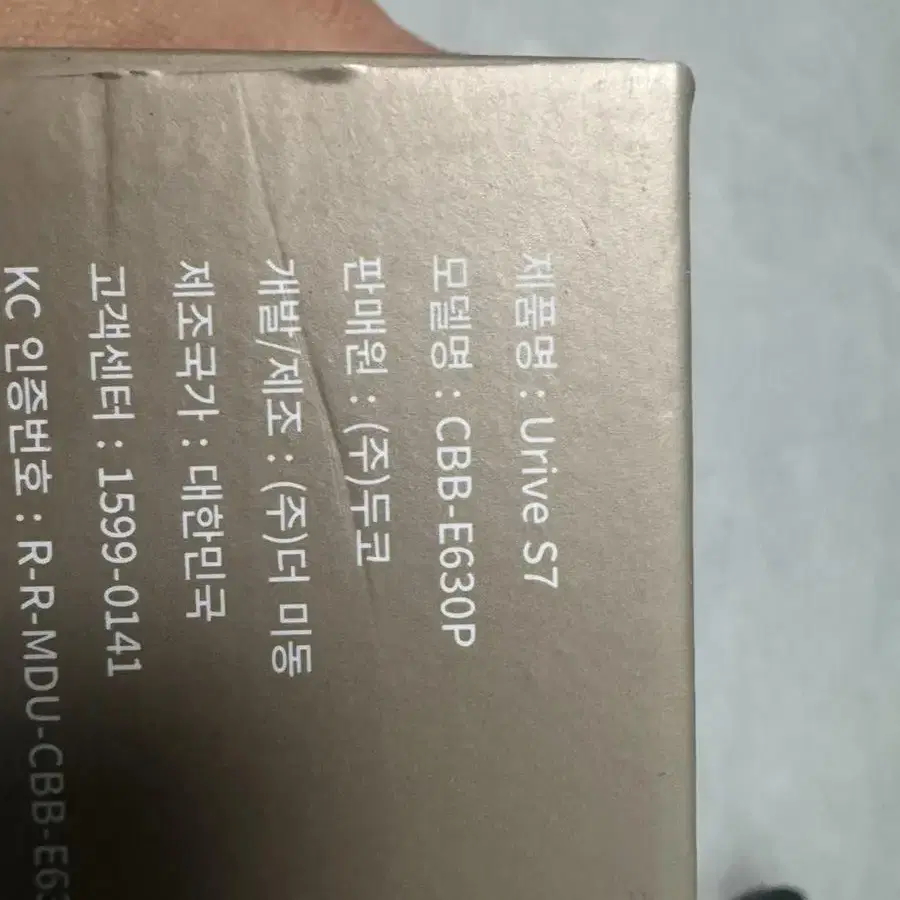 제품명 : Urive S7
모델명 : CBB-E630P
판매원 : (주)두코
개발/제조 : (주)더 미동
제조국가 : 대한민국
고객센터 : 1599-0141
KC 인증번호 : R-R-MDU-CBB-E63